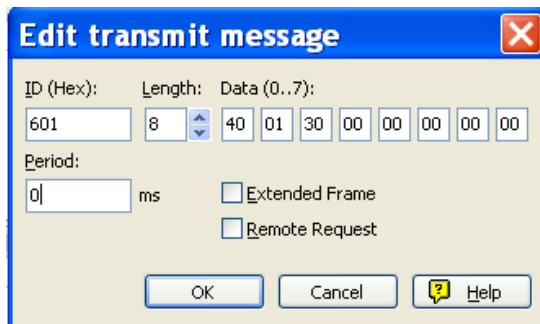 Edit transmit message
ID (Hex): Length: Data (0..7):
601 8 40 01 30 00 00 00 00 00
Period:
0 ms Extended Frame
Remote Request
OK Cancel Help